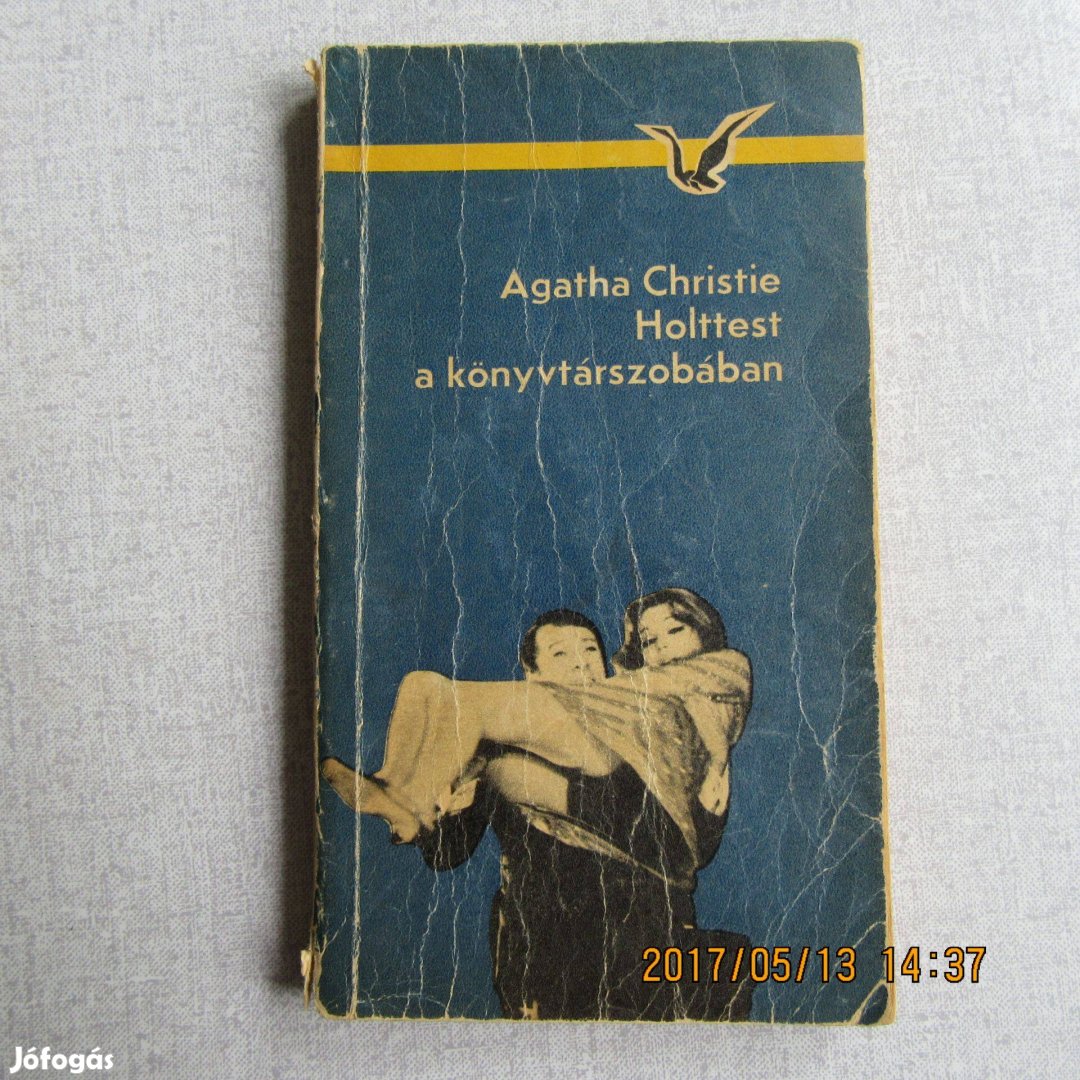 Agatha Christie
Holttest
a könyvtárszobában
2017/05/13 14:37
Jófogás